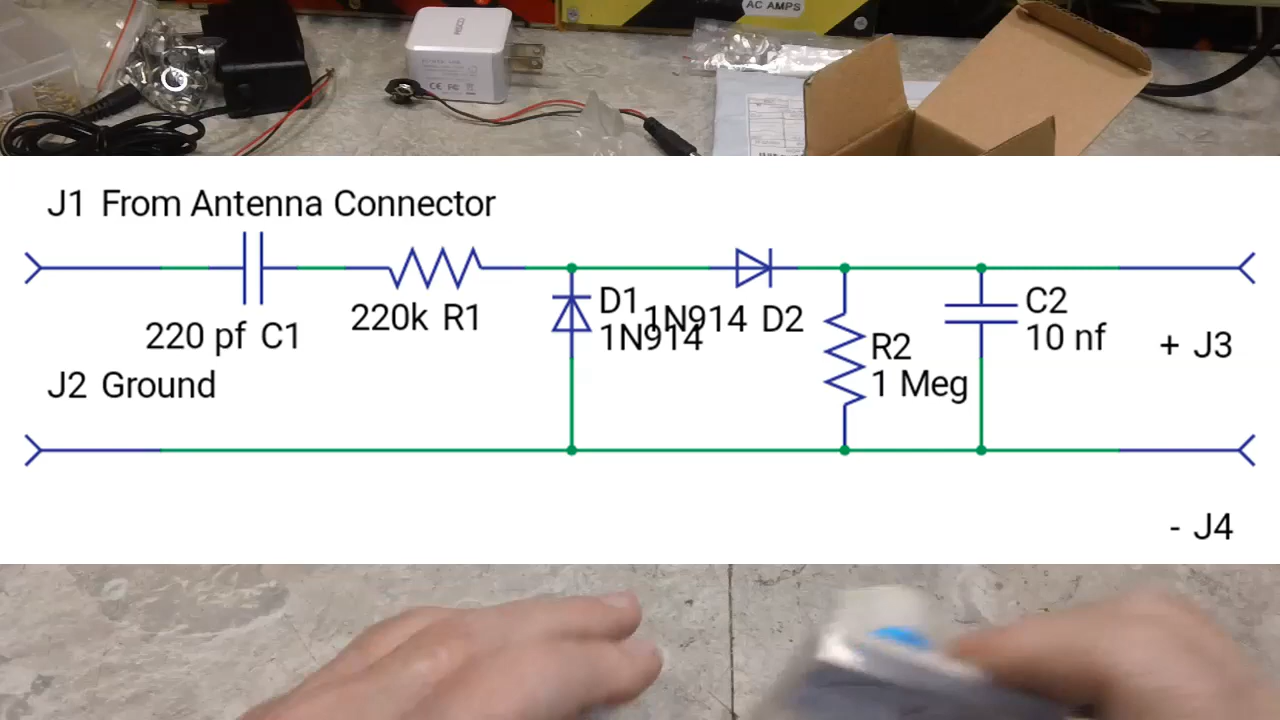 AC AMPS
J1 From Antenna Connector
220 pf C1
220k R1
D1
1N914
1N914 D2
R2
1 Meg
C2
10 nf
+ J3
J2 Ground
- J4